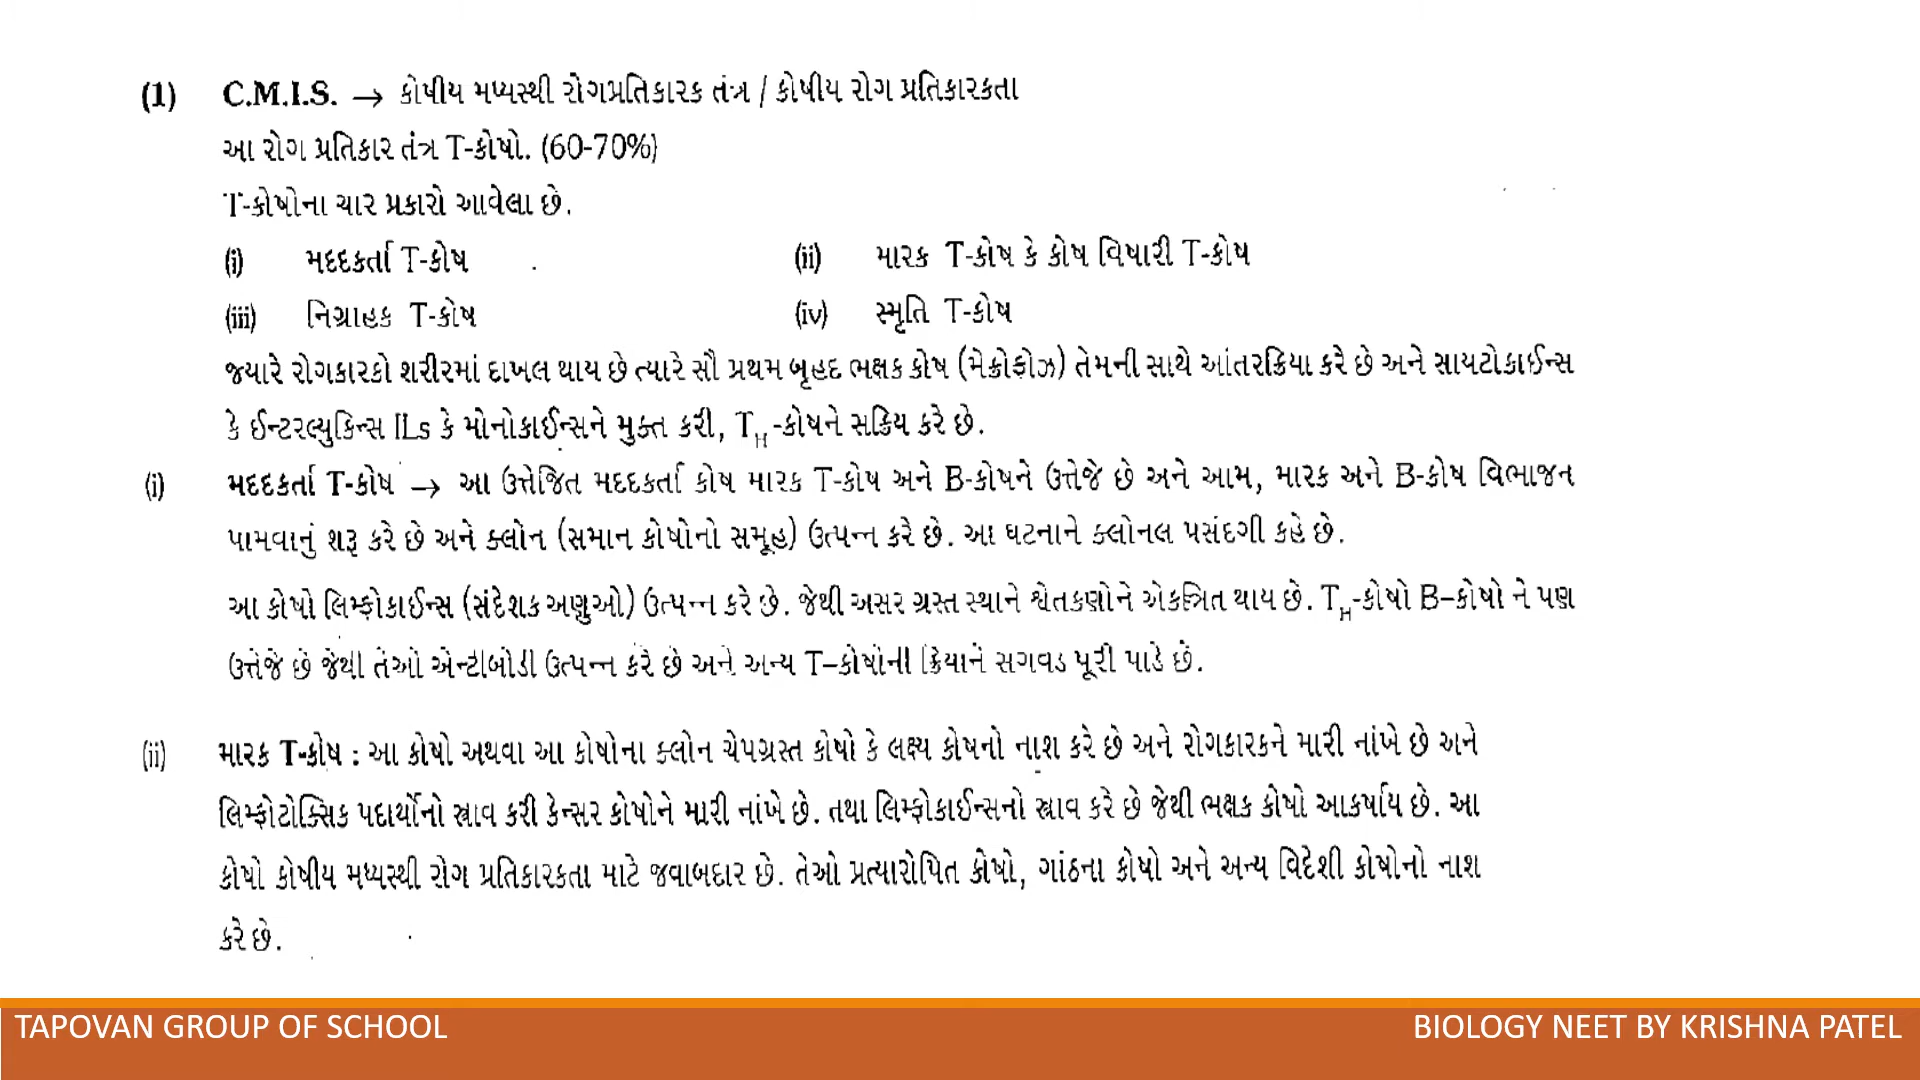 (1) C.M.I.S. → કોષીય મધ્યસ્થી રોગપ્રતિકારક તંત્ર / કોષીય રોગ પ્રતિકારકતા
આ રોગ પ્રતિકાર તંત્ર T-કોષો. (60-70%)
T-કોષોના ચાર પ્રકારો આવેલા છે.
(i) મદદકર્તા T-કોષ (ii) મારક T-કોષ કે કોષ વિષારી T-કોષ
(iii) નિગ્રાહક T-કોષ (iv) સ્મૃતિ T-કોષ
જયારે રોગકારકો શરીરમાં દાખલ થાય છે ત્યારે સૌ પ્રથમ બૃહદ ભક્ષક કોષ (મેક્રોફોઝ) તેમની સાથે આંતરક્રિયા કરે છે અને સાયટોકાઈન્સ
કે ઈન્ટરલ્યુકિન્સ ILs કે મોનોકાઈન્સને મુક્ત કરી, TH-કોષને સક્રિય કરે છે.
(i) મદદકર્તા T-કોષ → આ ઉત્તેજિત મદદકર્તા કોષ મારક T-કોષ અને B-કોષને ઉત્તેજે છે અને આમ, મારક અને B-કોષ વિભાજન
પામવાનું શરૂ કરે છે અને ક્લોન (સમાન કોષોનો સમૂહ) ઉત્પન્ન કરે છે. આ ઘટનાને ક્લોનલ પસંદગી કહે છે.
આ કોષો લિમ્ફોકાઈન્સ (સંદેશક અણુઓ) ઉત્પન્ન કરે છે. જેથી અસર ગ્રસ્ત સ્થાને શ્વેતકણોને એકત્રિત થાય છે. TH-કોષો B–કોષો ને પણ
ઉત્તેજે છે જેથી તેઓ એન્ટીબોડી ઉત્પન્ન કરે છે અને અન્ય T–કોષોની ક્રિયાને સગવડ પૂરી પાડે છે.
(ii) મારક T-કોષ : આ કોષો અથવા આ કોષોના ક્લોન ચેપગ્રસ્ત કોષો કે લક્ષ્ય કોષનો નાશ કરે છે અને રોગકારકને મારી નાંખે છે અને
લિમ્ફોટોક્સિક પદાર્થોનો સ્રાવ કરી કેન્સર કોષોને મારી નાંખે છે. તથા લિમ્ફોકાઈન્સનો સ્ત્રાવ કરે છે જેથી ભક્ષક કોષો આકર્ષાય છે. આ
કોષો કોષીય મધ્યસ્થી રોગ પ્રતિકારકતા માટે જવાબદાર છે. તેઓ પ્રત્યારોપિત કોષો, ગાંઠના કોષો અને અન્ય વિદેશી કોષોનો નાશ
કરે છે.
TAPOVAN GROUP OF SCHOOL BIOLOGY NEET BY KRISHNA PATEL